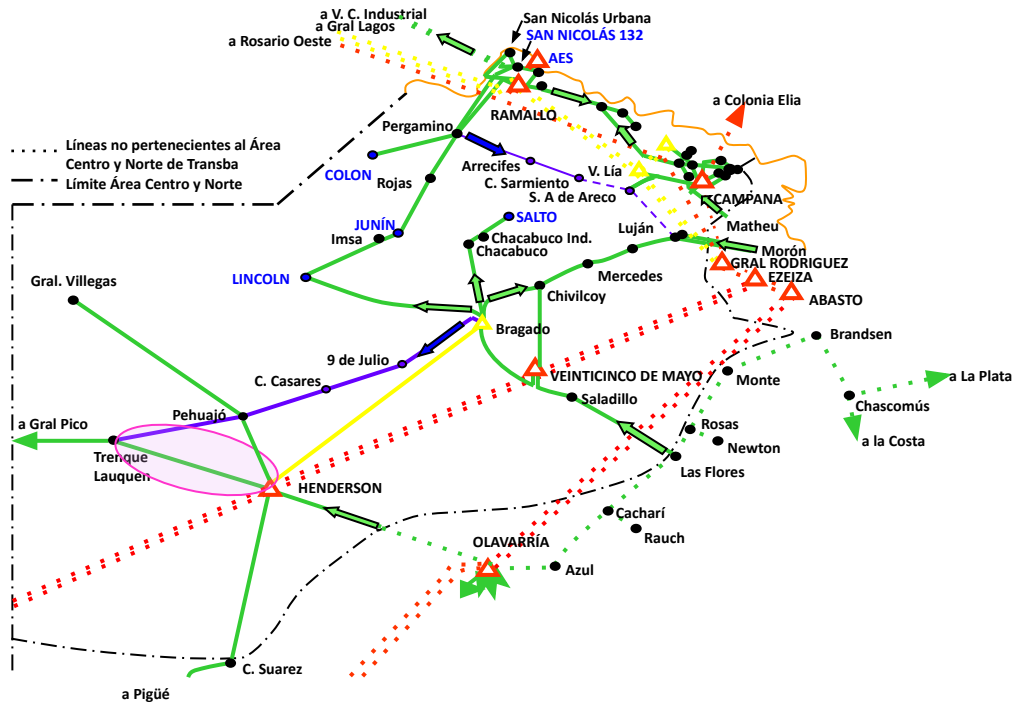 a V. C. Industrial
a Gral Lagos
a Rosario Oeste
San Nicolás Urbana
SAN NICOLÁS 132
AES
RAMALLO
a Colonia Elia
Líneas no pertenecientes al Área
Centro y Norte de Transba
Límite Área Centro y Norte
Pergamino
Arrecifes
V. Lía
COLON
Rojas
C. Sarmiento
S. A de Areco
CAMPANA
Matheu
JUNÍN
SALTO
Imsa
Chacabuco Ind.
Chacabuco
Luján
Morón
GRAL RODRIGUEZ
EZEIZA
ABASTO
LINCOLN
Mercedes
Gral. Villegas
Chivilcoy
Bragado
Brandsen
9 de Julio
C. Casares
VEINTICINCO DE MAYO
Monte
a La Plata
Saladillo
Chascomús
Pehuajó
a Gral Pico
Rosas
Newton
a la Costa
Trenque
Lauquen
Las Flores
HENDERSON
Cacharí
Rauch
OLAVARRÍA
Azul
C. Suarez
a Pigüé